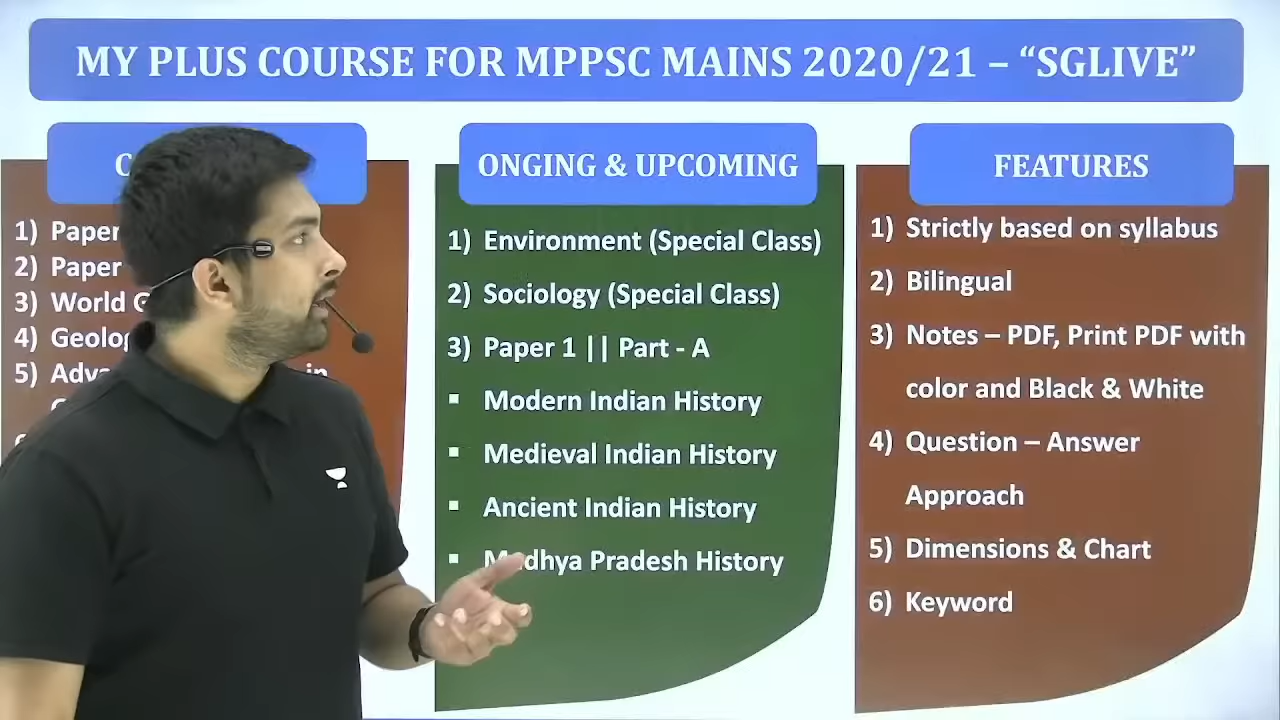 MY PLUS COURSE FOR MPPSC MAINS 2020/21 – “SGLIVE”
1) Paper
2) Paper
3) World
4)
5)
ONGING & UPCOMING
1) Environment (Special Class)
2) Sociology (Special Class)
3) Paper 1 || Part - A
▪ Modern Indian History
▪ Medieval Indian History
▪ Ancient Indian History
▪ Madhya Pradesh History
FEATURES
1) Strictly based on syllabus
2) Bilingual
3) Notes – PDF, Print PDF with
color and Black & White
4) Question – Answer
Approach
5) Dimensions & Chart
6) Keyword